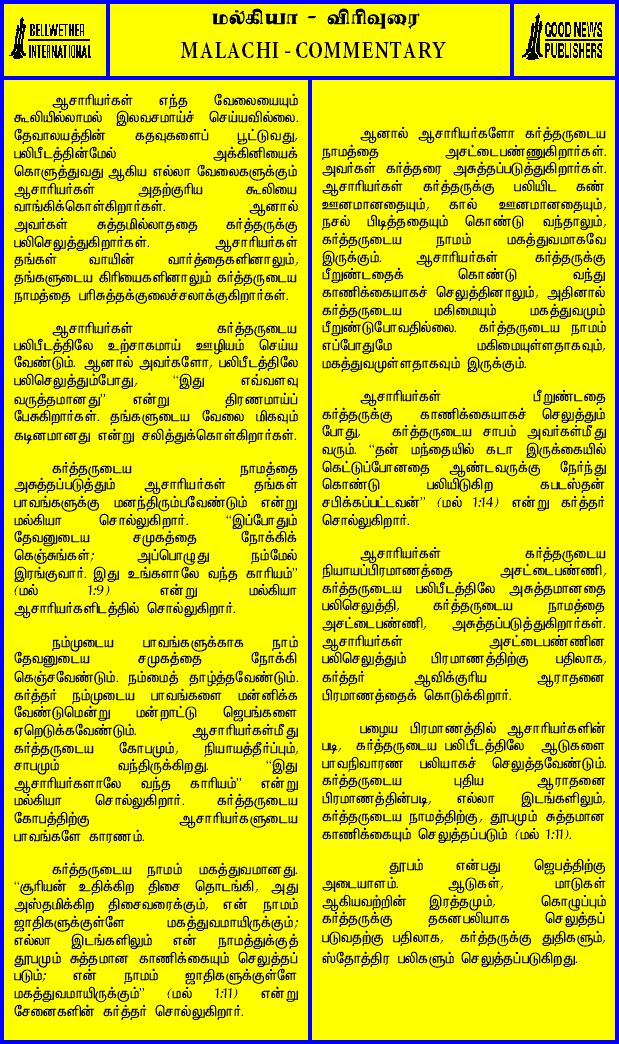 மல்கியா - விரிவுரை
BELLWETHER
INTERNATIONAL
MALACHI - COMMENTARY
GOOD NEWS
PUBLISHERS
ஆசாரியர்கள் எந்த வேலையையும்
கூலியில்லாமல் இலவசமாய்ச் செய்யவில்லை.
தேவாலயத்தின் கதவுகளைப் பூட்டுவது,
பலிபீடத்தின்மேல் அக்கினியைக்
கொளுத்துவது ஆகிய எல்லா வேலைகளுக்கும்
ஆசாரியர்கள் அதற்குரிய கூலியை
வாங்கிக்கொள்கிறார்கள். ஆனால்
அவர்கள் சுத்தமில்லாததை கர்த்தருக்கு
பலிசெலுத்துகிறார்கள். ஆசாரியர்கள்
தங்கள் வாயின் வார்த்தைகளினாலும்,
தங்களுடைய கிரியைகளினாலும் கர்த்தருடைய
நாமத்தை பரிசுத்தக்குலைச்சலாக்குகிறார்கள்.
ஆசாரியர்கள் கர்த்தருடைய
பலிபீடத்திலே உற்சாகமாய் ஊழியம் செய்ய
வேண்டும். ஆனால் அவர்களோ, பலிபீடத்திலே
பலிசெலுத்தும்போது, "இது எவ்வளவு
வருத்தமானது" என்று திரணமாய்ப்
பேசுகிறார்கள். தங்களுடைய வேலை மிகவும்
கடினமானது என்று சலித்துக்கொள்கிறார்கள்.
கர்த்தருடைய நாமத்தை
அசுத்தப்படுத்தும் ஆசாரியர்கள் தங்கள்
பாவங்களுக்கு மனந்திரும்பவேண்டும் என்று
மல்கியா சொல்லுகிறார். "இப்போதும்
தேவனுடைய சமுகத்தை நோக்கிக்
கெஞ்சுங்கள்; அப்பொழுது நம்மேல்
இரங்குவார். இது உங்களாலே வந்த காரியம்"
(மல் 1:9) என்று மல்கியா
ஆசாரியர்களிடத்தில் சொல்லுகிறார்.
நம்முடைய பாவங்களுக்காக நாம்
தேவனுடைய சமுகத்தை நோக்கி
கெஞ்சவேண்டும். நம்மைத் தாழ்த்தவேண்டும்.
கர்த்தர் நம்முடைய பாவங்களை மன்னிக்க
வேண்டுமென்று மன்றாட்டு ஜெபங்களை
ஏறெடுக்கவேண்டும். ஆசாரியர்கள்மீது
கர்த்தருடைய கோபமும், நியாயத்தீர்ப்பும்,
சாபமும் வந்திருக்கிறது. "இது
ஆசாரியர்களாலே வந்த காரியம்" என்று
மல்கியா சொல்லுகிறார். கர்த்தருடைய
கோபத்திற்கு ஆசாரியர்களுடைய
பாவங்களே காரணம்.
கர்த்தருடைய நாமம் மகத்துவமானது.
"சூரியன் உதிக்கிற திசை தொடங்கி, அது
அஸ்தமிக்கிற திசைவரைக்கும், என் நாமம்
ஜாதிகளுக்குள்ளே மகத்துவமாயிருக்கும்;
எல்லா இடங்களிலும் என் நாமத்துக்குத்
தூபமும் சுத்தமான காணிக்கையும் செலுத்தப்
படும்; என் நாமம் ஜாதிகளுக்குள்ளே
மகத்துவமாயிருக்கும்" (மல் 1:11) என்று
சேனைகளின் கர்த்தர் சொல்லுகிறார்.
ஆனால் ஆசாரியர்களோ கர்த்தருடைய
நாமத்தை அசட்டைபண்ணுகிறார்கள்.
அவர்கள் கர்த்தரை அசுத்தப்படுத்துகிறார்கள்.
ஆசாரியர்கள் கர்த்தருக்கு பலியிட கண்
ஊனமானதையும், கால் ஊனமானதையும்,
நசல் பிடித்ததையும் கொண்டு வந்தாலும்,
கர்த்தருடைய நாமம் மகத்துவமாகவே
இருக்கும். ஆசாரியர்கள் கர்த்தருக்கு
பீறுண்டதைக் கொண்டு வந்து
காணிக்கையாகச் செலுத்தினாலும், அதினால்
கர்த்தருடைய மகிமையும் மகத்துவமும்
பீறுண்டுபோவதில்லை. கர்த்தருடைய நாமம்
எப்போதுமே மகிமையுள்ளதாகவும்,
மகத்துவமுள்ளதாகவும் இருக்கும்.
ஆசாரியர்கள் பீறுண்டதை
கர்த்தருக்கு காணிக்கையாகச் செலுத்தும்
போது, கர்த்தருடைய சாபம் அவர்கள்மீது
வரும். "தன் மந்தையில் கடா இருக்கையில்
கெட்டுப்போனதை ஆண்டவருக்கு நேர்ந்து
கொண்டு பலியிடுகிற கபடஸ்தன்
சபிக்கப்பட்டவன்" (மல் 1:14) என்று கர்த்தர்
சொல்லுகிறார்.
ஆசாரியர்கள் கர்த்தருடைய
நியாயப்பிரமாணத்தை அசட்டைபண்ணி,
கர்த்தருடைய பலிபீடத்திலே அசுத்தமானதை
பலிசெலுத்தி, கர்த்தருடைய நாமத்தை
அசட்டைபண்ணி, அசுத்தப்படுத்துகிறார்கள்.
ஆசாரியர்கள் அசட்டைபண்ணின
பலிசெலுத்தும் பிரமாணத்திற்கு பதிலாக,
கர்த்தர் ஆவிக்குரிய ஆராதனை
பிரமாணத்தைக் கொடுக்கிறார்.
பழைய பிரமாணத்தில் ஆசாரியர்களின்
படி, கர்த்தருடைய பலிபீடத்திலே ஆடுகளை
பாவநிவாரண பலியாகச் செலுத்தவேண்டும்.
கர்த்தருடைய புதிய ஆராதனை
பிரமாணத்தின்படி, எல்லா இடங்களிலும்,
கர்த்தருடைய நாமத்திற்கு, தூபமும் சுத்தமான
காணிக்கையும் செலுத்தப்படும் (மல் 1:11).
தூபம் என்பது ஜெபத்திற்கு
அடையாளம். ஆடுகள், மாடுகள்
ஆகியவற்றின் இரத்தமும், கொழுப்பும்
கர்த்தருக்கு தகனபலியாக செலுத்தப்
படுவதற்கு பதிலாக, கர்த்தருக்கு துதிகளும்,
ஸ்தோத்திர பலிகளும் செலுத்தப்படுகிறது.